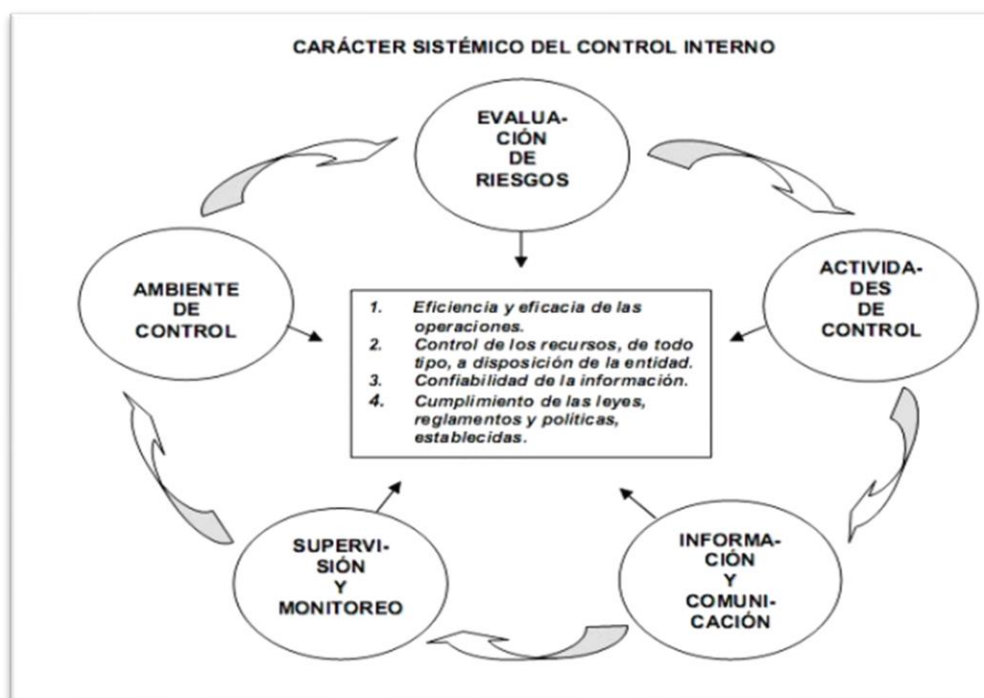 CARÁCTER SISTÉMICO DEL CONTROL INTERNO
EVALUA-
CIÓN
DE
RIESGOS
AMBIENTE
DE
CONTROL
ACTIVIDA-
DES
DE
CONTROL
1. Eficiencia y eficacia de las
operaciones.
2. Control de los recursos, de todo
tipo, a disposición de la entidad.
3. Confiabilidad de la información.
4. Cumplimiento de las leyes,
reglamentos y políticas,
establecidas.
SUPERVI-
SIÓN
Y
MONITOREO
INFORMA-
CIÓN
Y
COMUNI-
CACIÓN